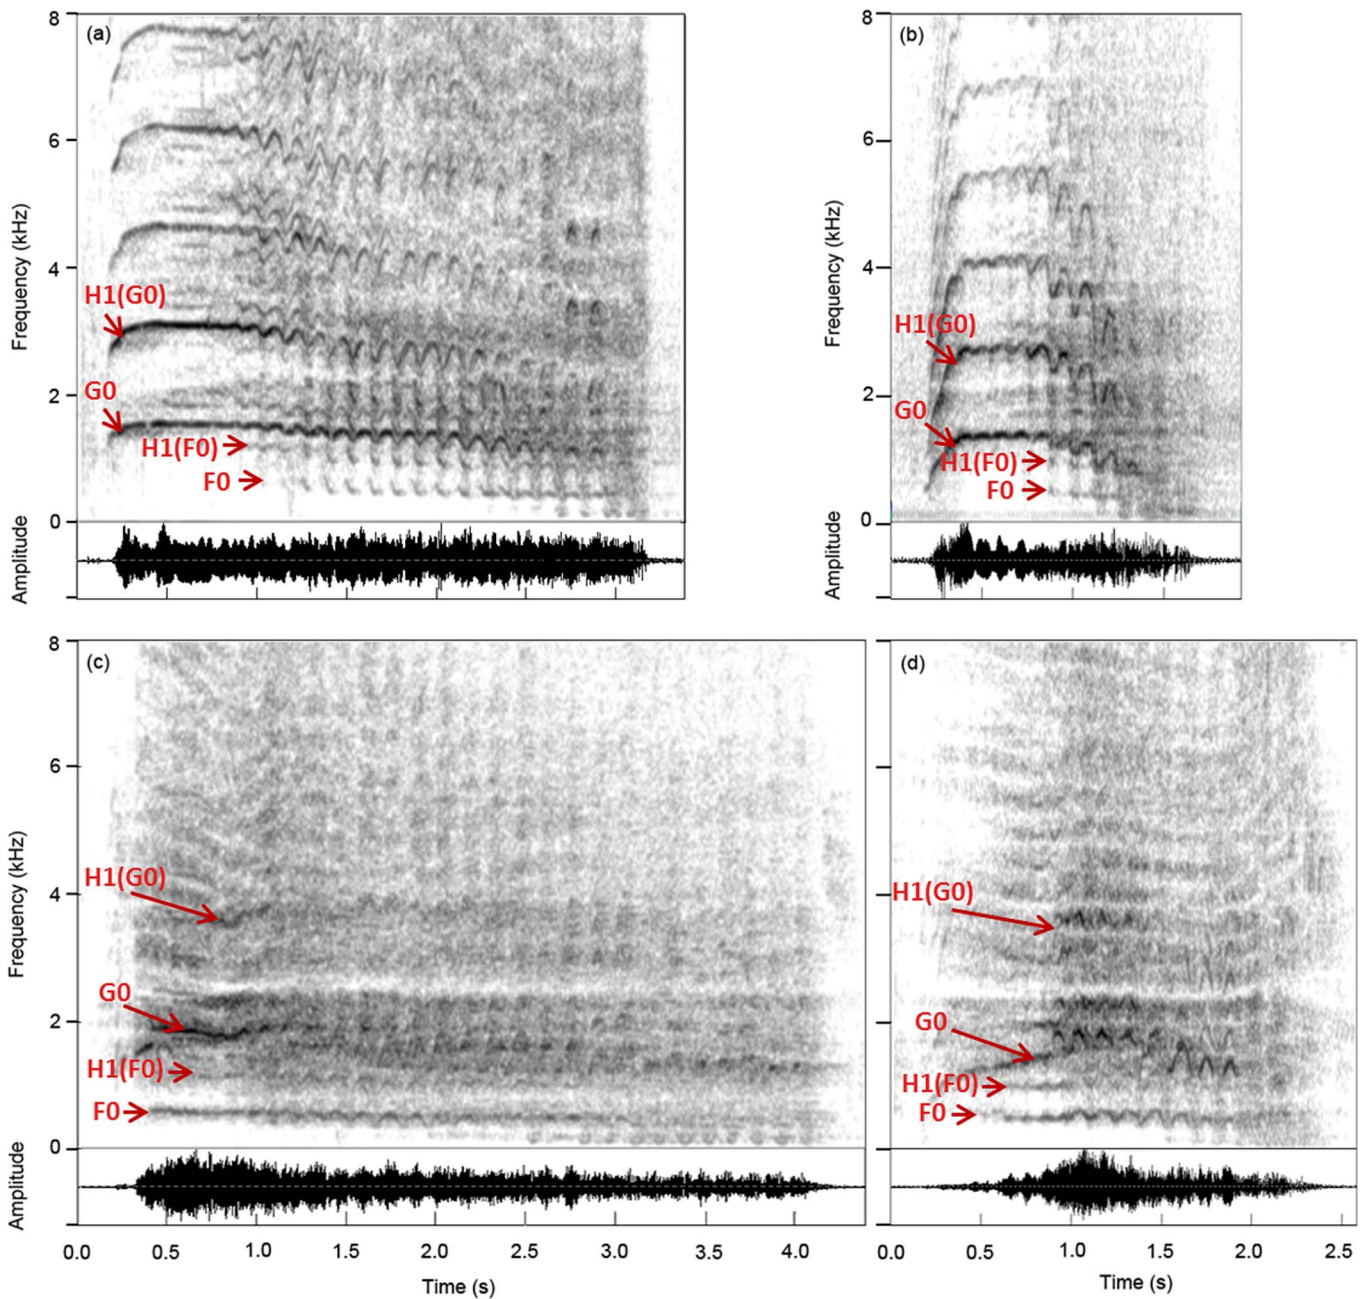 (a)
8
6
4
2
0
Frequency (kHz)
H1(G0)
G0
H1(F0)
F0
Amplitude
(b)
8
6
4
2
0
Frequency (kHz)
H1(G0)
G0
H1(F0)
F0
Amplitude
(c)
8
6
4
2
0
Frequency (kHz)
H1(G0)
G0
H1(F0)
F0
Amplitude
0.0 0.5 1.0 1.5 2.0 2.5 3.0 3.5 4.0
Time (s)
(d)
H1(G0)
G0
H1(F0)
F0
0.5 1.0 1.5 2.0 2.5
Time (s)